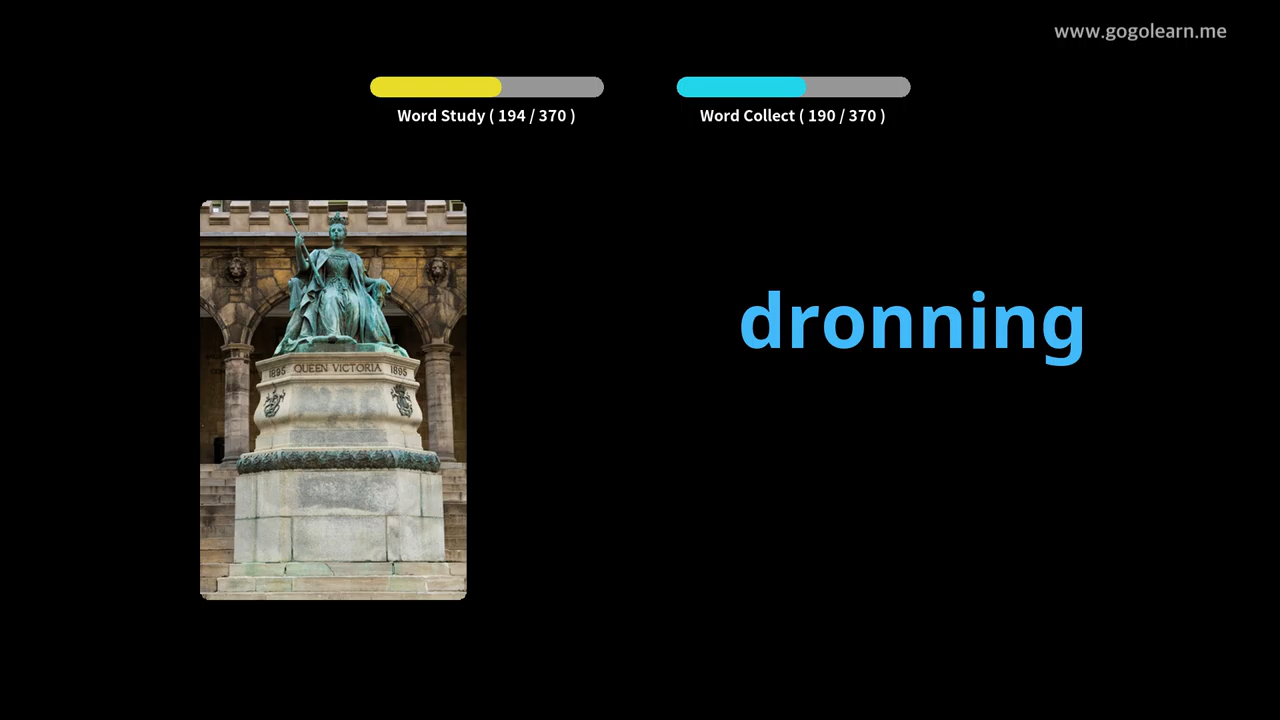 www.gogolearn.me
Word Study ( 194 / 370 )
Word Collect ( 190 / 370 )
dronning
1895 QUEEN VICTORIA 1895